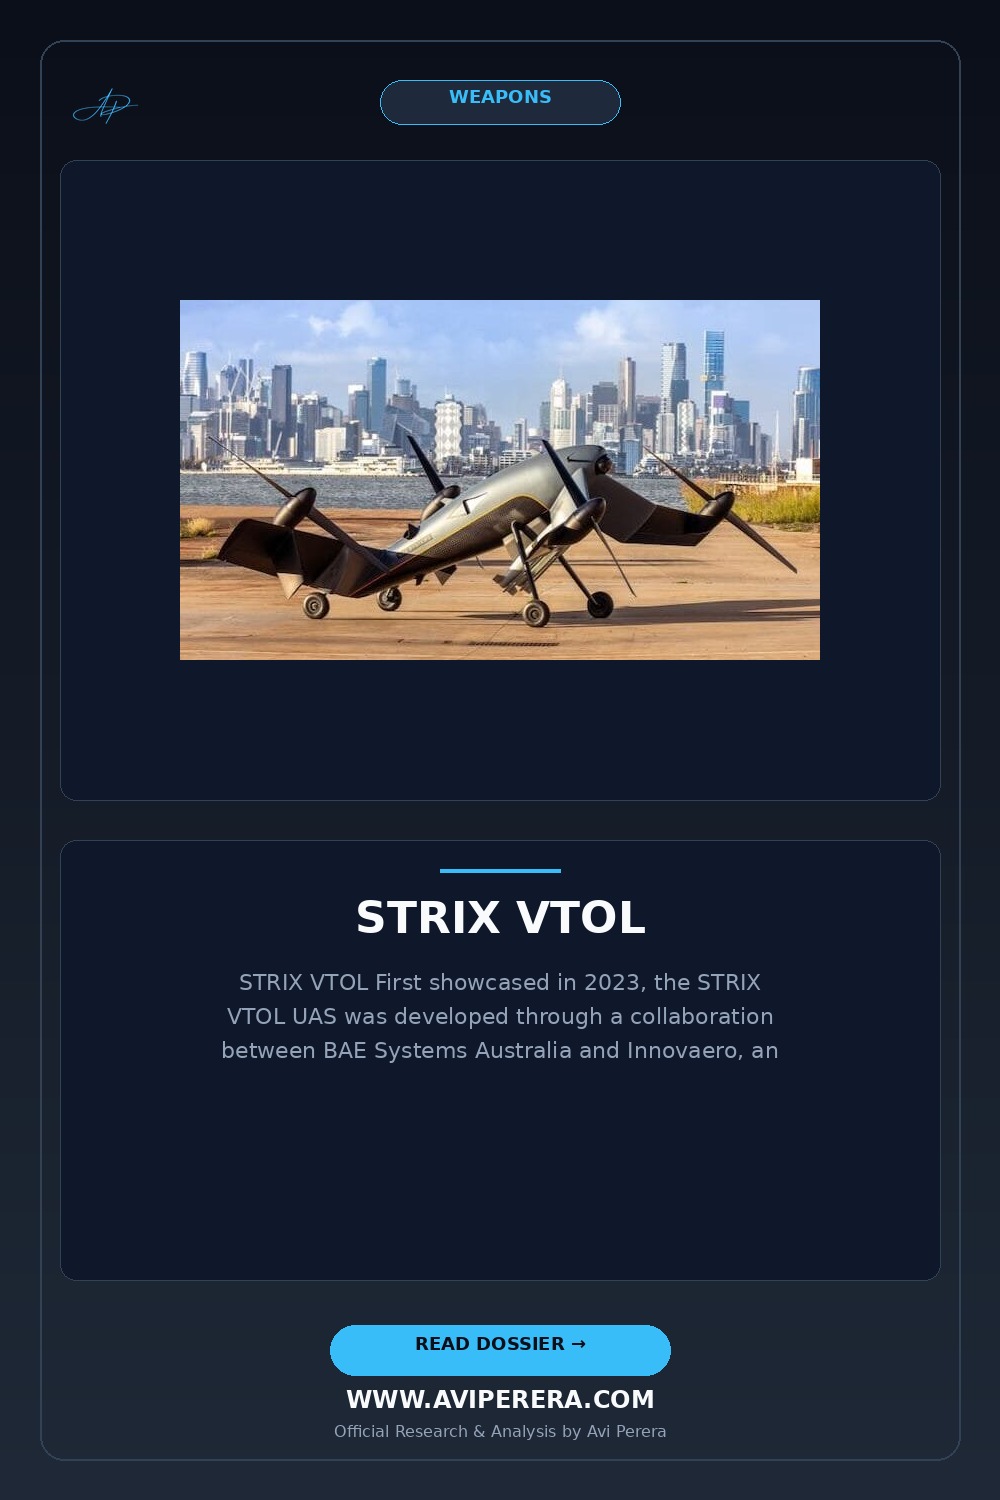 WEAPONS
STRIX VTOL
STRIX VTOL First showcased in 2023, the STRIX
VTOL UAS was developed through a collaboration
between BAE Systems Australia and Innovaero, an
READ DOSSIER →
WWW.AVIPERERA.COM
Official Research & Analysis by Avi Perera